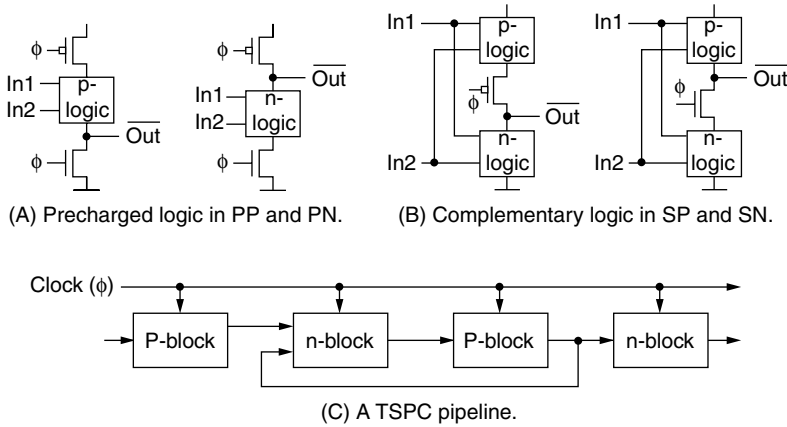 ϕ
In1
In2
p-
logic
Out
ϕ
ϕ
In1
In2
n-
logic
Out
ϕ
In1
p-
logic
ϕ
Out
In2
n-
logic
In1
p-
logic
ϕ
Out
In2
n-
logic
(A) Precharged logic in PP and PN.
(B) Complementary logic in SP and SN.
Clock (ϕ)
P-block
n-block
P-block
n-block
(C) A TSPC pipeline.